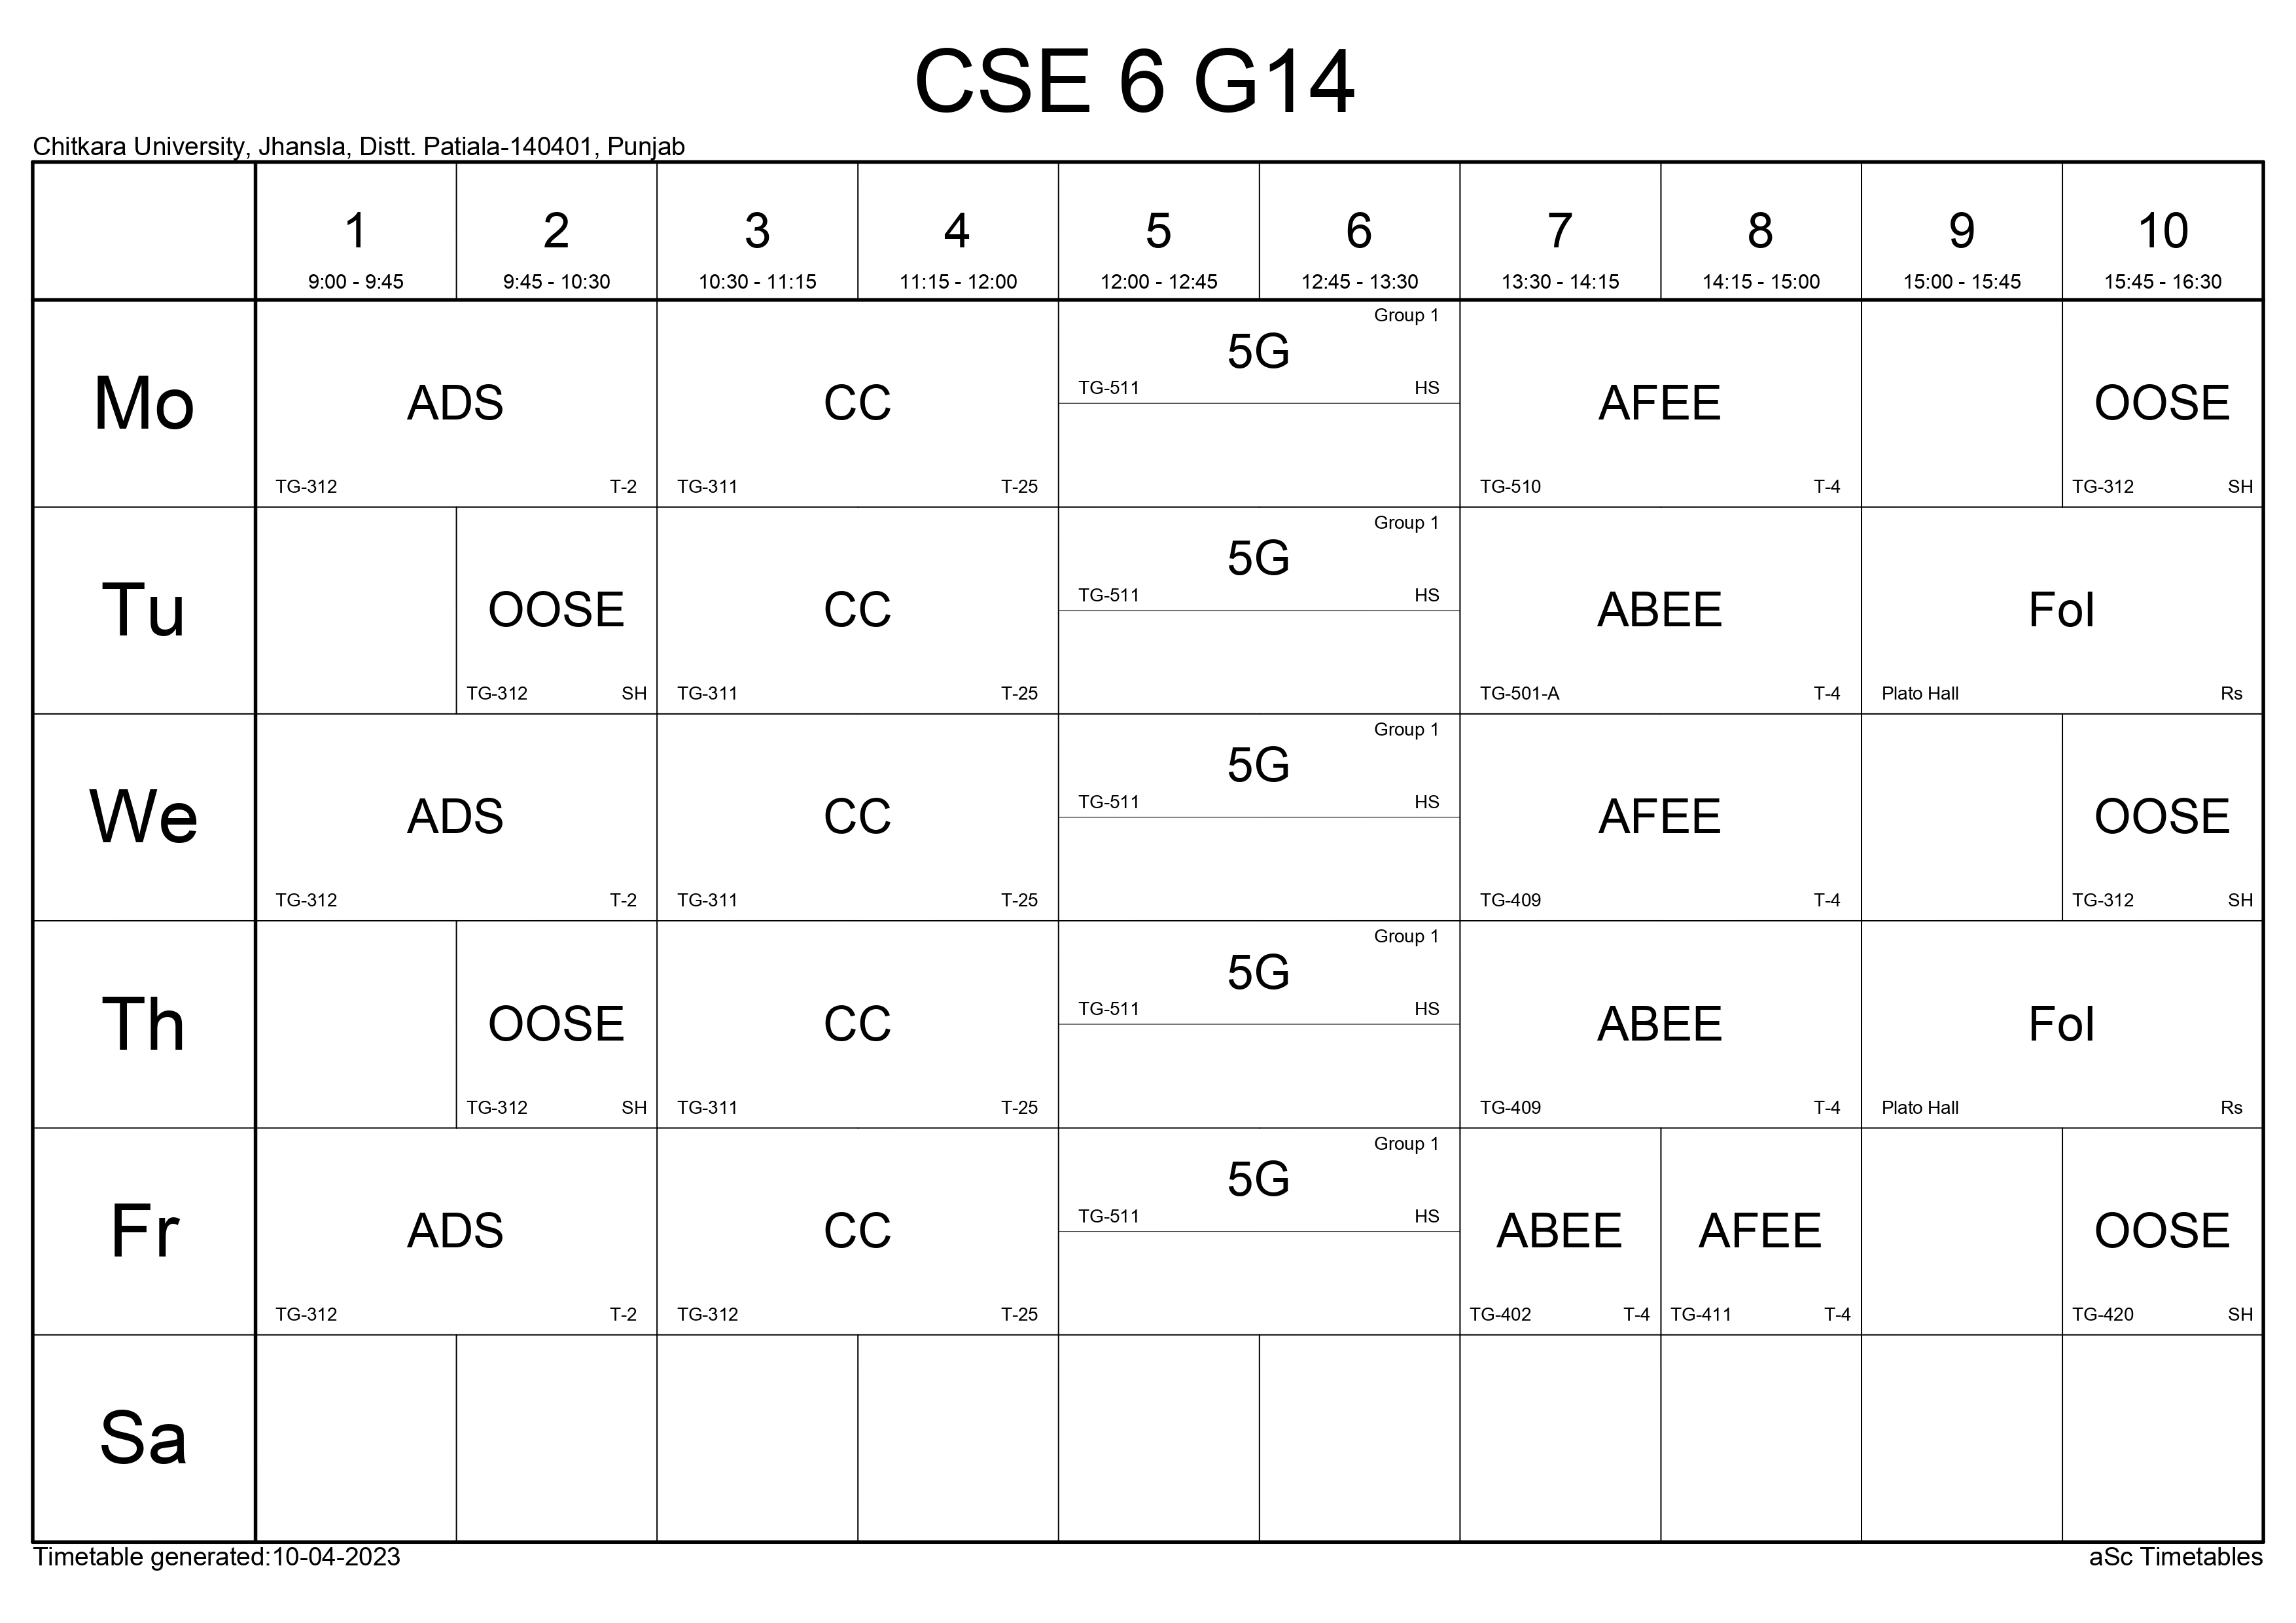 CSE 6 G14
Chitkara University, Jhansla, Distt. Patiala-140401, Punjab
1 2 3 4 5 6 7 8 9 10
9:00 - 9:45 9:45 - 10:30 10:30 - 11:15 11:15 - 12:00 12:00 - 12:45 12:45 - 13:30 13:30 - 14:15 14:15 - 15:00 15:00 - 15:45 15:45 - 16:30
Group 1
5G
TG-511 HS
Mo ADS CC AFEE OOSE
TG-312 T-2 TG-311 T-25 TG-510 T-4 TG-312 SH
Group 1
5G
TG-511 HS
Tu OOSE CC ABEE FoI
TG-312 SH TG-311 T-25 TG-501-A T-4 Plato Hall Rs
Group 1
5G
TG-511 HS
We ADS CC AFEE OOSE
TG-312 T-2 TG-311 T-25 TG-409 T-4 TG-312 SH
Group 1
5G
TG-511 HS
Th OOSE CC ABEE FoI
TG-312 SH TG-311 T-25 TG-409 T-4 Plato Hall Rs
Group 1
5G
TG-511 HS
Fr ADS CC ABEE AFEE OOSE
TG-312 T-2 TG-312 T-25 TG-402 T-4 TG-411 T-4 TG-420 SH
Sa
Timetable generated:10-04-2023 aSc Timetables